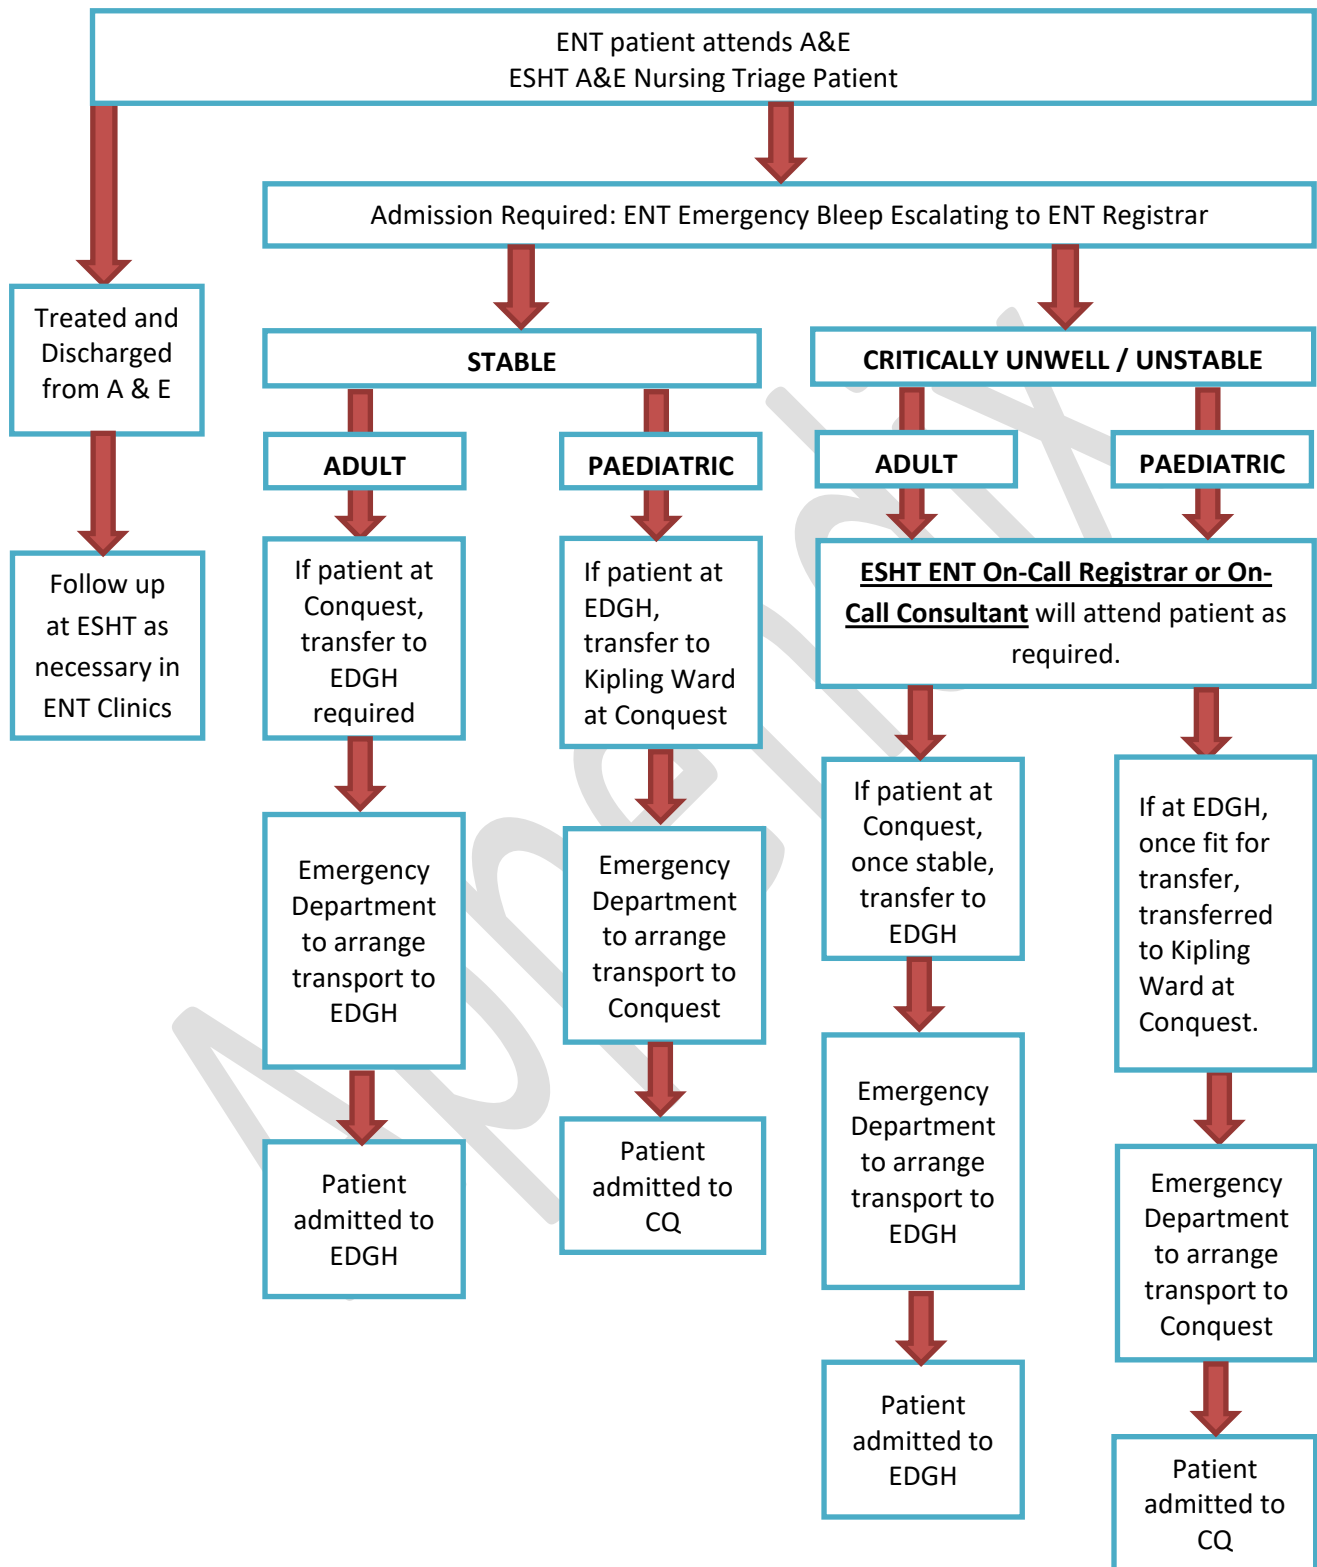 ENT patient attends A&E
ESHT A&E Nursing Triage Patient
Admission Required: ENT Emergency Bleep Escalating to ENT Registrar
Treated and
Discharged
from A & E
Follow up
at ESHT as
necessary in
ENT Clinics
STABLE
ADULT
If patient at
Conquest,
transfer to
EDGH
required
Emergency
Department
to arrange
transport to
EDGH
Patient
admitted to
EDGH
PAEDIATRIC
If patient at
EDGH,
transfer to
Kipling Ward
at Conquest
Emergency
Department
to arrange
transport to
Conquest
Patient
admitted to
CQ
CRITICALLY UNWELL / UNSTABLE
ADULT
PAEDIATRIC
ESHT ENT On-Call Registrar or On-
Call Consultant will attend patient as
required.
If patient at
Conquest,
once stable,
transfer to
EDGH
Emergency
Department
to arrange
transport to
EDGH
Patient
admitted to
EDGH
If at EDGH,
once fit for
transfer,
transferred
to Kipling
Ward at
Conquest.
Emergency
Department
to arrange
transport to
Conquest
Patient
admitted to
CQ